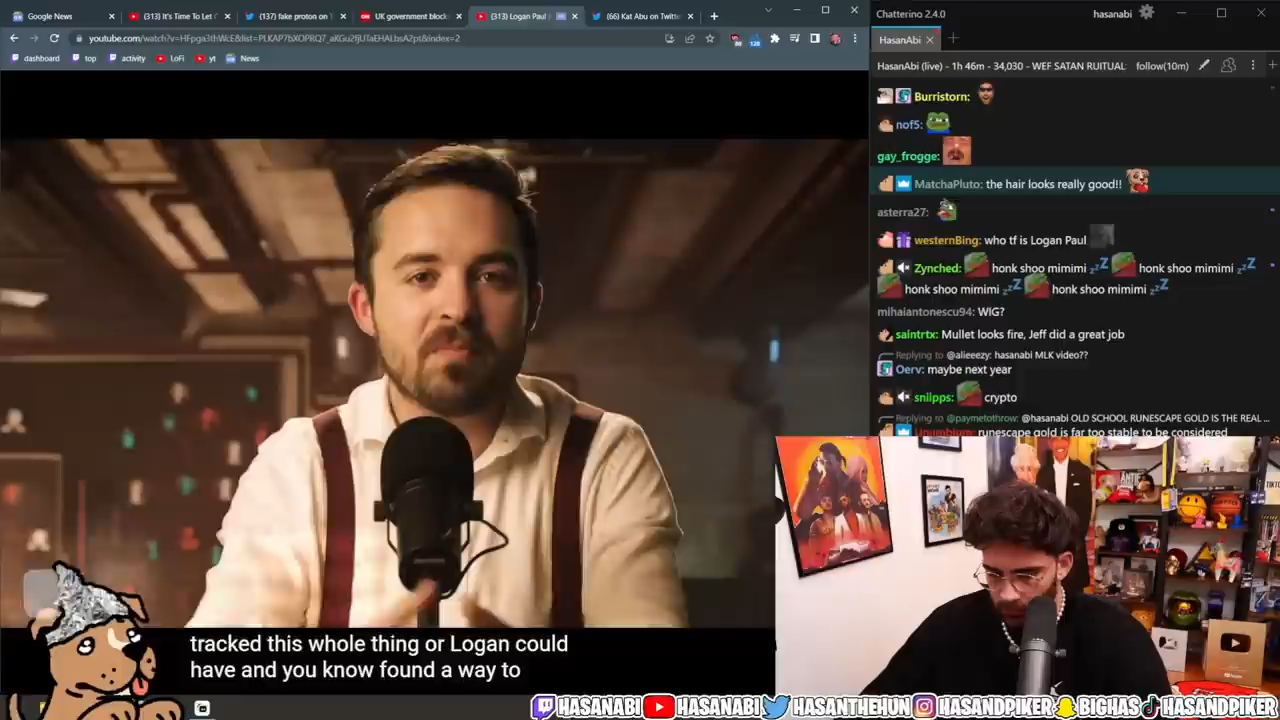 Google News
(313) It's Time To Let
(137) fake proton on
UK government block
(313) Logan Paul
(66) Kat Abu on Twitte
youtube.com/watch?v=HFpga3thWcE&list=PLKAP7bXOPRQ7_aKGu2fjUTaEHALbsA2pt&index=2
dashboard
top
activity
LoFi
yt
News
Chatterino 2.4.0
hasanabi
HasanAbi
HasanAbi (live) - 1h 46m - 34,030 - WEF SATAN RUITUAL
follow(10m)
Burristorn:
nof5:
gay_frogge:
MatchaPluto: the hair looks really good!!
asterra27:
westernBing: who tf is Logan Paul
Zynched: honk shoo mimimi honk shoo mimimi
honk shoo mimimi honk shoo mimimi
mihaiantonescu94: WIG?
saintrtx: Mullet looks fire, Jeff did a great job
Replying to @alieeezy: hasanabi MLK video??
Oerv: maybe next year
sniipps: crypto
Replying to @paymetothrow: @hasanabi OLD SCHOOL RUNESCAPE GOLD IS THE REAL ...
runescape gold is far too stable to be considered
tracked this whole thing or Logan could
have and you know found a way to
HASANABI
HASANABI
HASANTHEHUN
HASANDPIKER
BIGHAS
HASANDPIKER